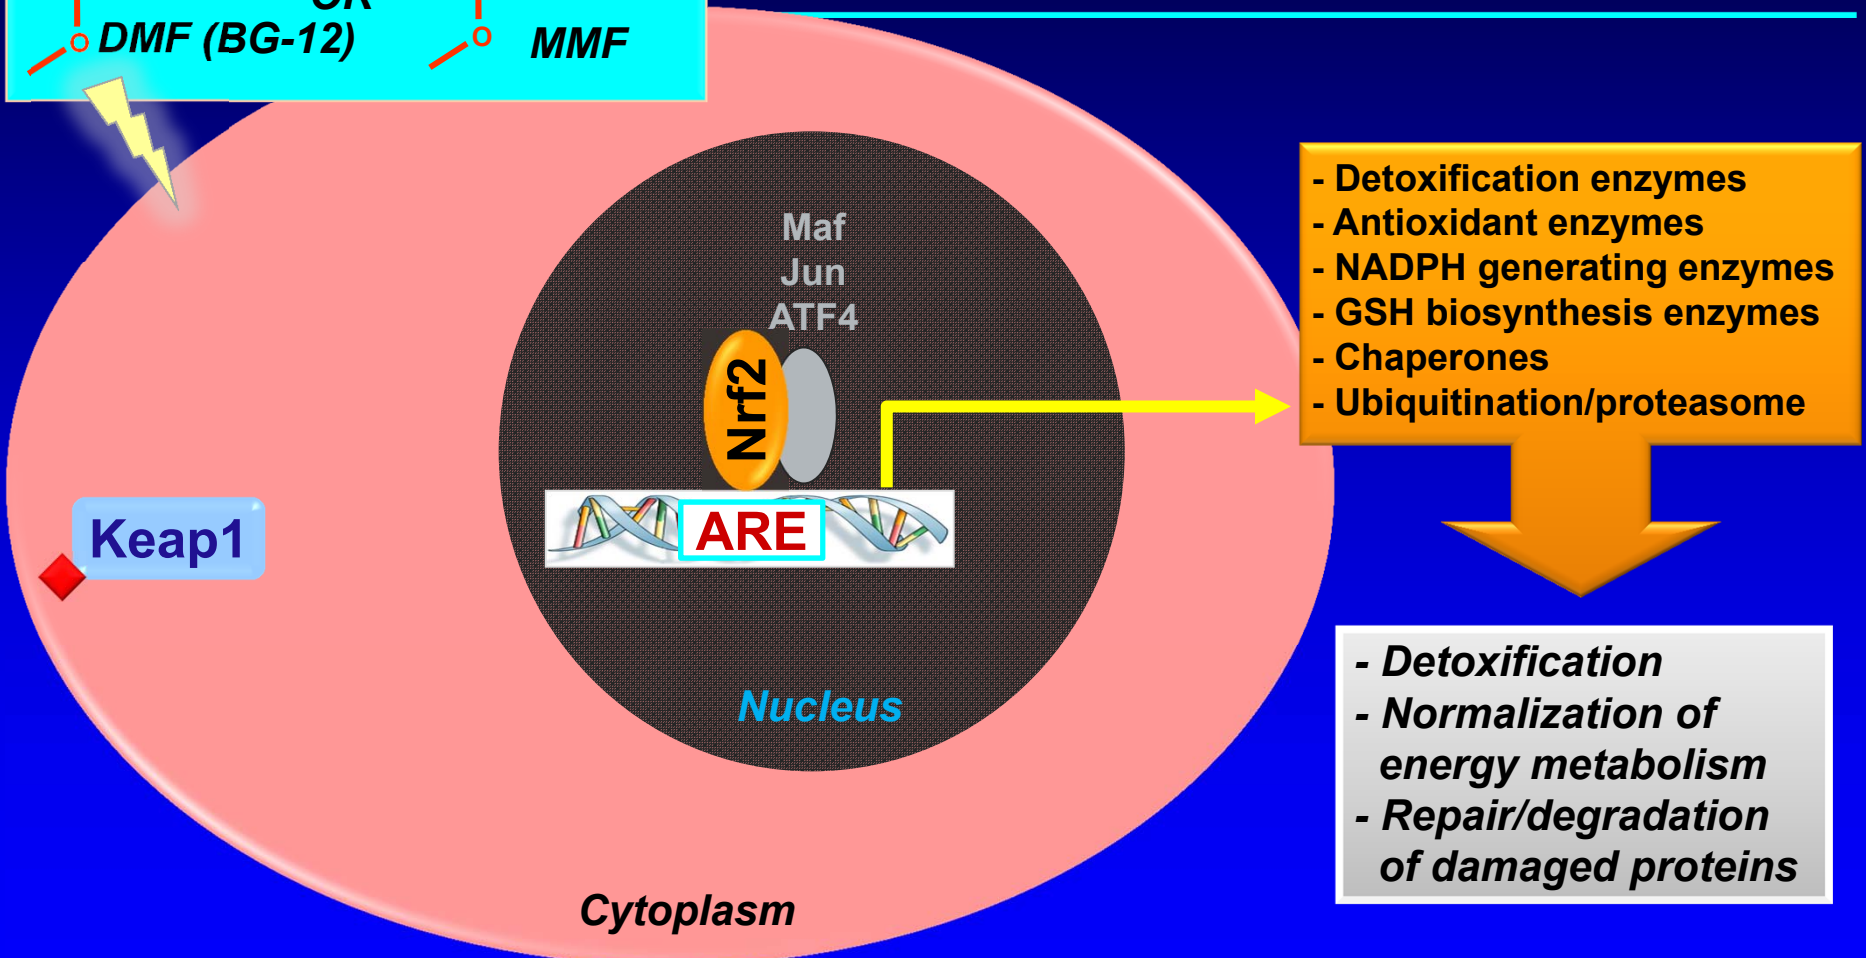 OR
O DMF (BG-12) O MMF
Maf
Jun
ATF4
Nrf2
ARE
Keap1
Nucleus
Cytoplasm
- Detoxification enzymes
- Antioxidant enzymes
- NADPH generating enzymes
- GSH biosynthesis enzymes
- Chaperones
- Ubiquitination/proteasome
- Detoxification
- Normalization of
energy metabolism
- Repair/degradation
of damaged proteins